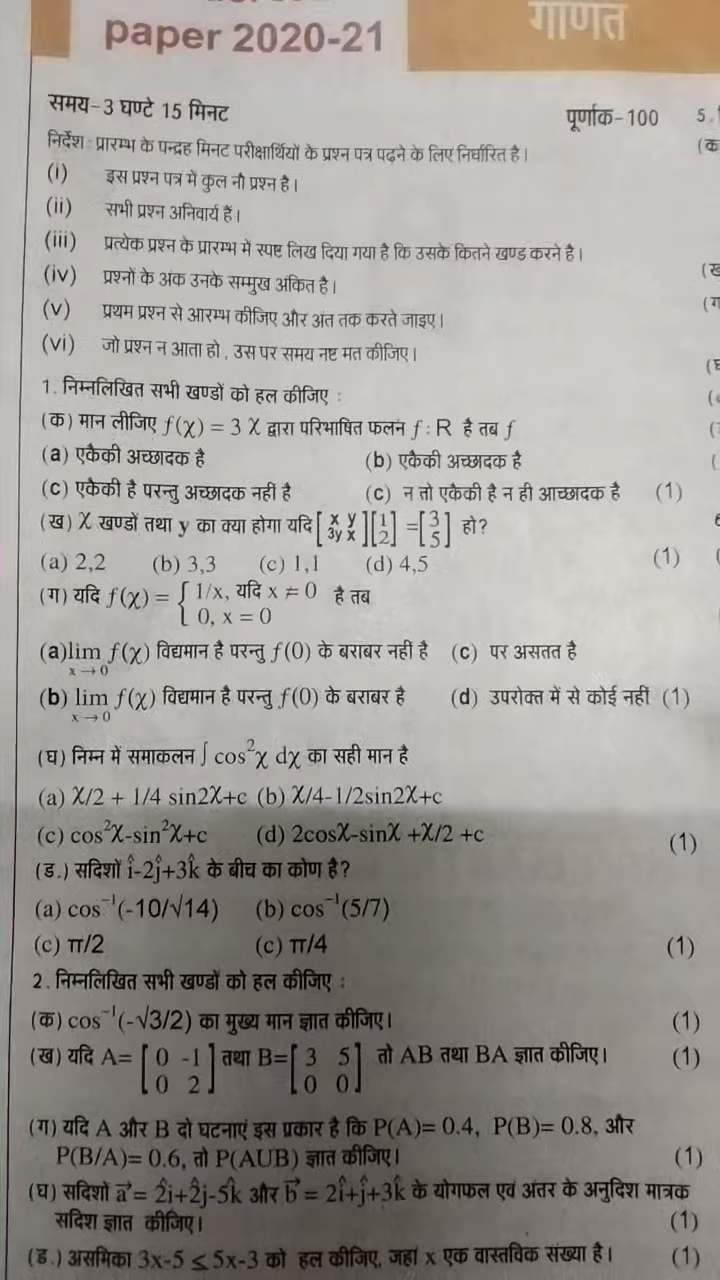 paper 2020-21
गणित
समय-3 घण्टे 15 मिनट
पूर्णांक-100
5.
(क
निर्देश : प्रारम्भ के पन्द्रह मिनट परीक्षार्थियों के प्रश्न पत्र पढ़ने के लिए निर्धारित है।
(i) इस प्रश्न पत्र में कुल नौ प्रश्न है।
(ii) सभी प्रश्न अनिवार्य हैं।
(iii) प्रत्येक प्रश्न के प्रारम्भ में स्पष्ट लिख दिया गया है कि उसके कितने खण्ड करने है।
(iv) प्रश्नों के अंक उनके सम्मुख अंकित है।
(v) प्रथम प्रश्न से आरम्भ कीजिए और अंत तक करते जाइए।
(vi) जो प्रश्न न आता हो , उस पर समय नष्ट मत कीजिए।
1. निम्नलिखित सभी खण्डों को हल कीजिए :
(क) मान लीजिए f(χ) = 3 χ द्वारा परिभाषित फलन f : R है तब f
(a) एकैकी अच्छादक है (b) एकैकी अच्छादक है
(c) एकैकी है परन्तु अच्छादक नहीं है (c) न तो एकैकी है न ही आच्छादक है (1)
(ख) χ खण्डों तथा y का क्या होगा यदि [x y; 3y x][1; 2] = [3; 5] हो?
(a) 2,2 (b) 3,3 (c) 1,1 (d) 4,5 (1)
(ग) यदि f(χ) = { 1/x, यदि x ≠ 0 है तब
0, x = 0
(a) lim f(χ) विद्यमान है परन्तु f(0) के बराबर नहीं है (c) पर असतत है
x → 0
(b) lim f(χ) विद्यमान है परन्तु f(0) के बराबर है (d) उपरोक्त में से कोई नहीं (1)
x → 0
(घ) निम्न में समाकलन ∫ cos²χ dχ का सही मान है
(a) χ/2 + 1/4 sin2χ+c (b) χ/4-1/2sin2χ+c
(c) cos²χ-sin²χ+c (d) 2cosχ-sinχ +χ/2 +c (1)
(ड.) सदिशों î-2ĵ+3k̂ के बीच का कोण है?
(a) cos⁻¹(-10/√14) (b) cos⁻¹(5/7)
(c) π/2 (c) π/4 (1)
2. निम्नलिखित सभी खण्डों को हल कीजिए :
(क) cos⁻¹(-√3/2) का मुख्य मान ज्ञात कीजिए। (1)
(ख) यदि A= [0 -1; 0 2] तथा B= [3 5; 0 0] तो AB तथा BA ज्ञात कीजिए। (1)
(ग) यदि A और B दो घटनाएं इस प्रकार है कि P(A)= 0.4, P(B)= 0.8, और
P(B/A)= 0.6, तो P(AUB) ज्ञात कीजिए। (1)
(घ) सदिशों a⃗ = 2̂i+2̂j-5k̂ और b⃗ = 2î+ĵ+3k̂ के योगफल एवं अंतर के अनुदिश मात्रक
सदिश ज्ञात कीजिए। (1)
(ड.) असमिका 3x-5 ≤ 5x-3 को हल कीजिए, जहां x एक वास्तविक संख्या है। (1)